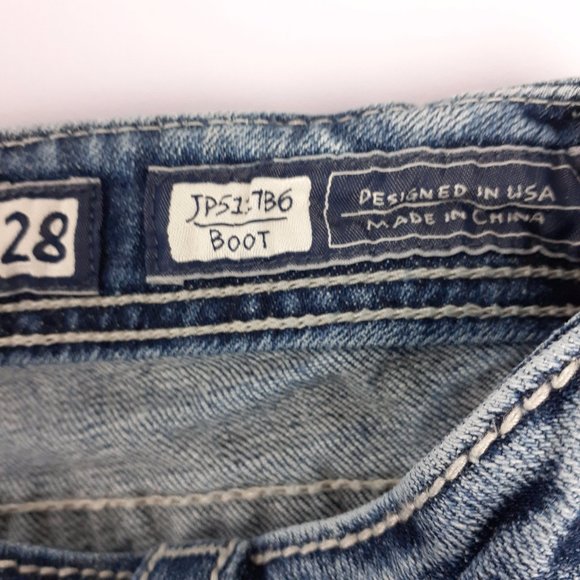 28
JP51:7B6
BOOT
DESIGNED IN USA
MADE IN CHINA